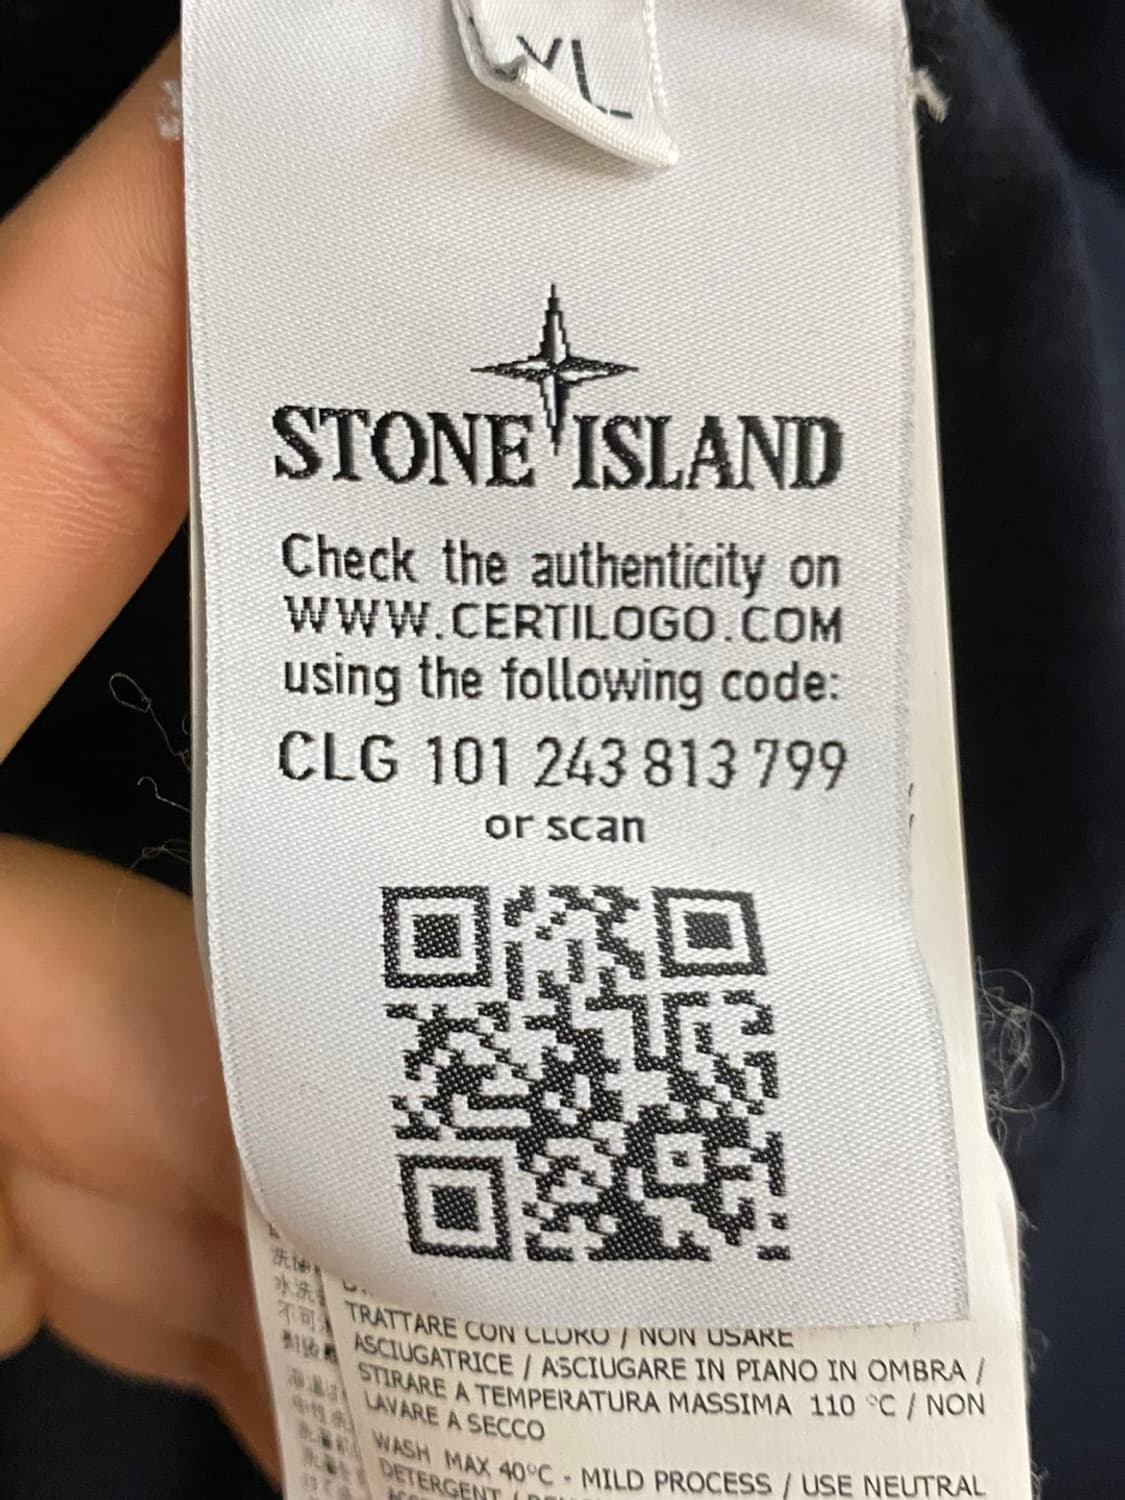 XL
STONE ISLAND
Check the authenticity on
WWW.CERTILOGO.COM
using the following code:
CLG 101 243 813 799
or scan
TRATTARE CON CLORO / NON USARE
ASCIUGATRICE / ASCIUGARE IN PIANO IN OMBRA /
STIRARE A TEMPERATURA MASSIMA 110 °C / NON
LAVARE A SECCO
WASH MAX 40°C - MILD PROCESS / USE NEUTRAL
DETERGENT /